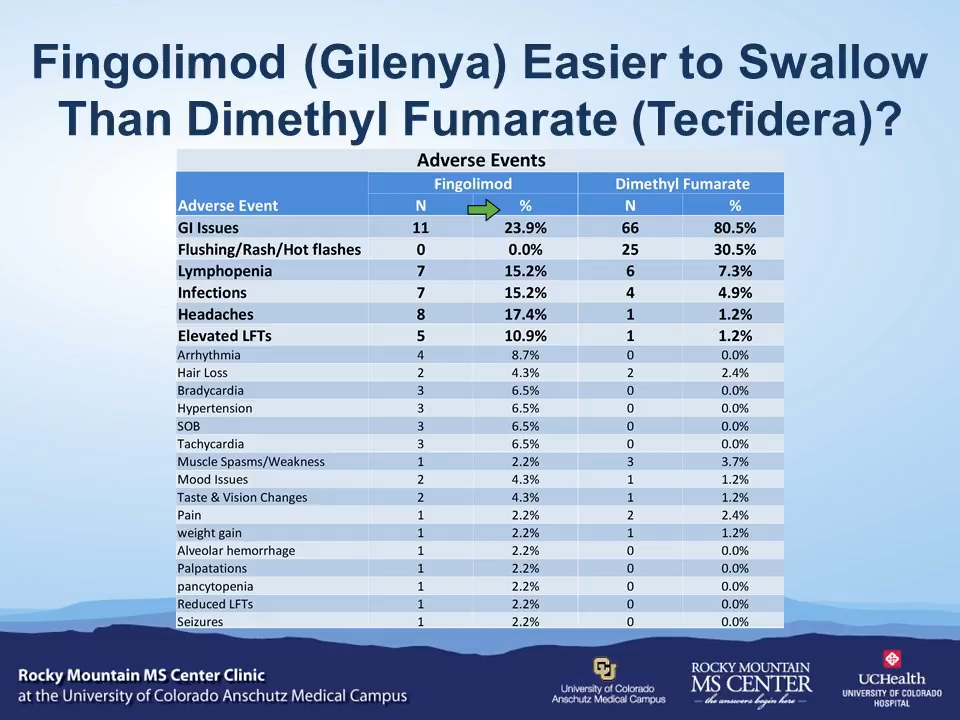 Fingolimod (Gilenya) Easier to Swallow
Than Dimethyl Fumarate (Tecfidera)?
Adverse Events
Fingolimod Dimethyl Fumarate
Adverse Event N % N %
GI Issues 11 23.9% 66 80.5%
Flushing/Rash/Hot flashes 0 0.0% 25 30.5%
Lymphopenia 7 15.2% 6 7.3%
Infections 7 15.2% 4 4.9%
Headaches 8 17.4% 1 1.2%
Elevated LFTs 5 10.9% 1 1.2%
Arrhythmia 4 8.7% 0 0.0%
Hair Loss 2 4.3% 2 2.4%
Bradycardia 3 6.5% 0 0.0%
Hypertension 3 6.5% 0 0.0%
SOB 3 6.5% 0 0.0%
Tachycardia 3 6.5% 0 0.0%
Muscle Spasms/Weakness 1 2.2% 3 3.7%
Mood Issues 2 4.3% 1 1.2%
Taste & Vision Changes 2 4.3% 1 1.2%
Pain 1 2.2% 2 2.4%
weight gain 1 2.2% 1 1.2%
Alveolar hemorrhage 1 2.2% 0 0.0%
Palpatations 1 2.2% 0 0.0%
pancytopenia 1 2.2% 0 0.0%
Reduced LFTs 1 2.2% 0 0.0%
Seizures 1 2.2% 0 0.0%
Rocky Mountain MS Center Clinic
at the University of Colorado Anschutz Medical Campus
CU
University of Colorado
Anschutz Medical Campus
ROCKY MOUNTAIN
MS CENTER
the answers begin here
UCHealth
UNIVERSITY OF COLORADO
HOSPITAL